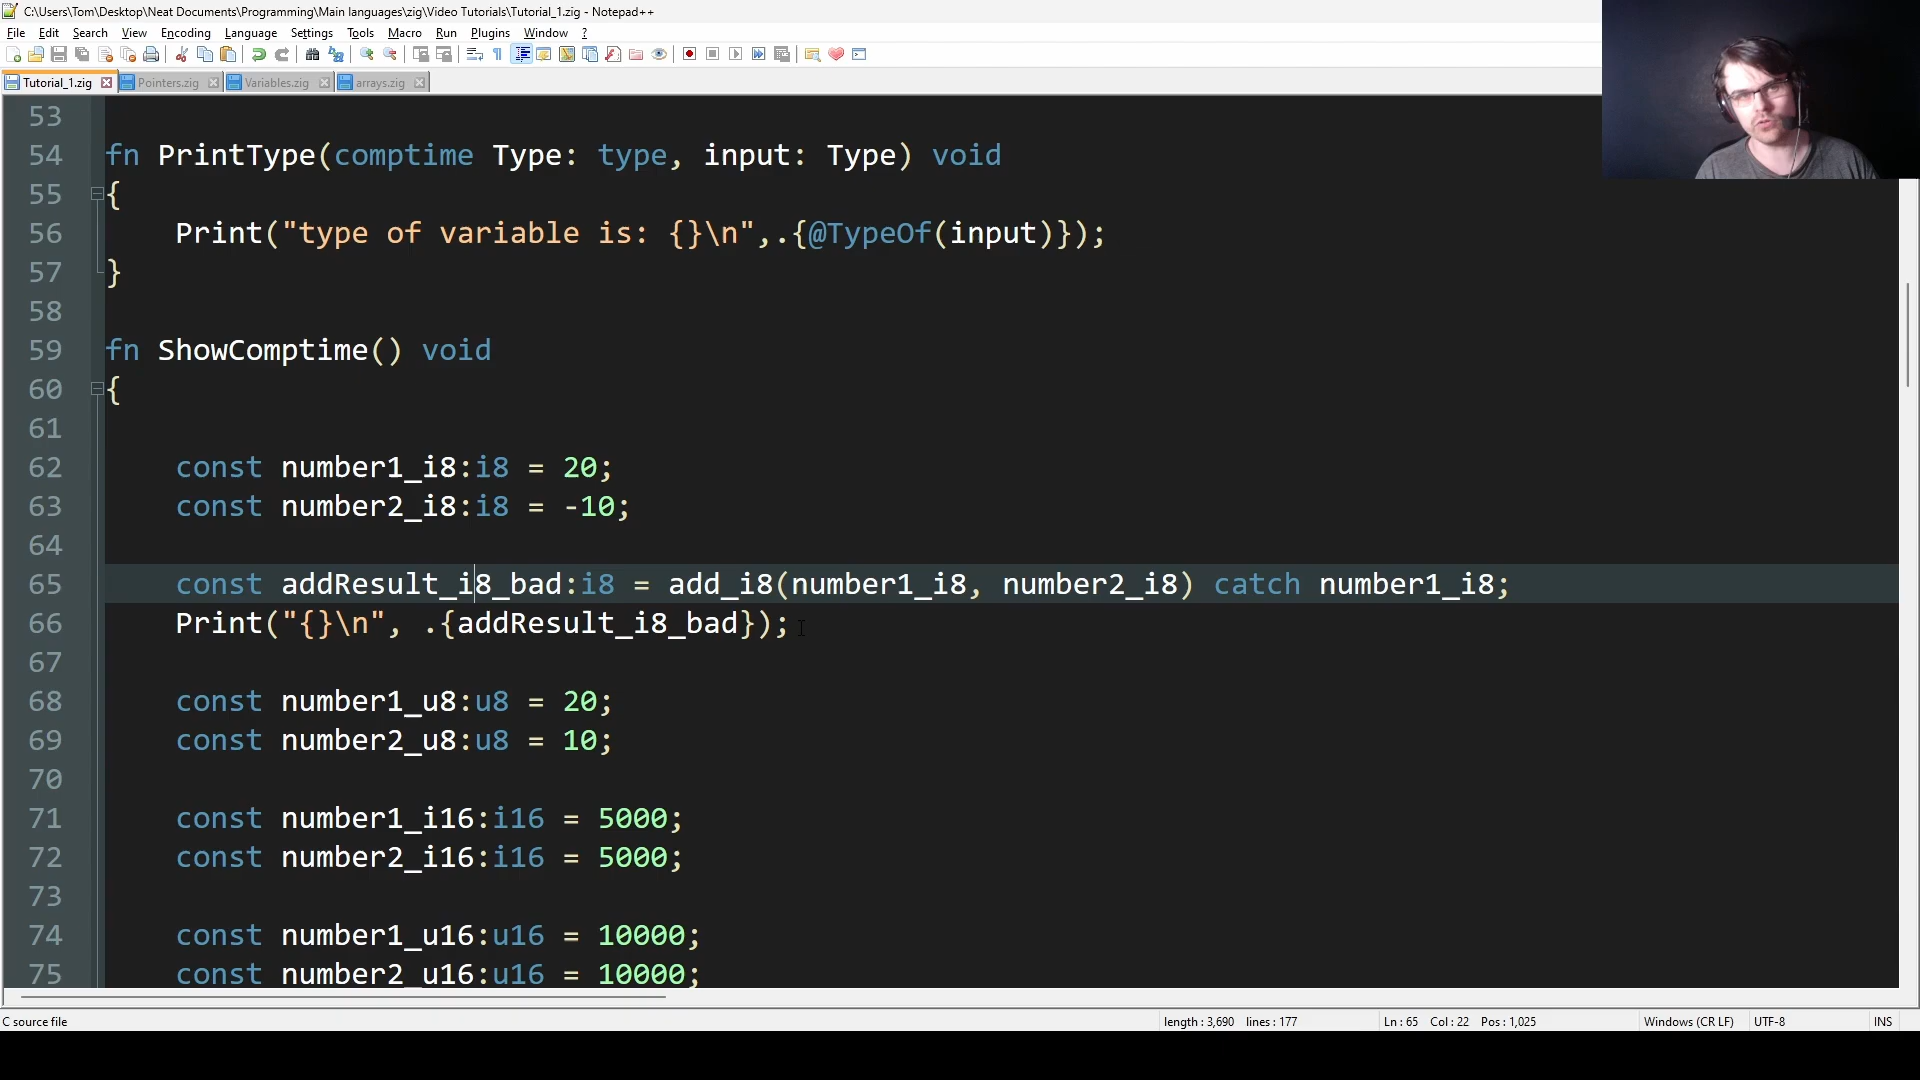 C:\Users\Tom\Desktop\Neat Documents\Programming\Main languages\zig\Video Tutorials\Tutorial_1.zig - Notepad++
File Edit Search View Encoding Language Settings Tools Macro Run Plugins Window ?
Tutorial_1.zig Pointers.zig Variables.zig arrays.zig
53
54 fn PrintType(comptime Type: type, input: Type) void
55 {
56 Print("type of variable is: {}\n",.{@TypeOf(input)});
57 }
58
59 fn ShowComptime() void
60 {
61
62 const number1_i8:i8 = 20;
63 const number2_i8:i8 = -10;
64
65 const addResult_i8_bad:i8 = add_i8(number1_i8, number2_i8) catch number1_i8;
66 Print("{}\n", .{addResult_i8_bad});
67
68 const number1_u8:u8 = 20;
69 const number2_u8:u8 = 10;
70
71 const number1_i16:i16 = 5000;
72 const number2_i16:i16 = 5000;
73
74 const number1_u16:u16 = 10000;
75 const number2_u16:u16 = 10000;
C source file length : 3,690 lines : 177 Ln : 65 Col : 22 Pos : 1,025 Windows (CR LF) UTF-8 INS